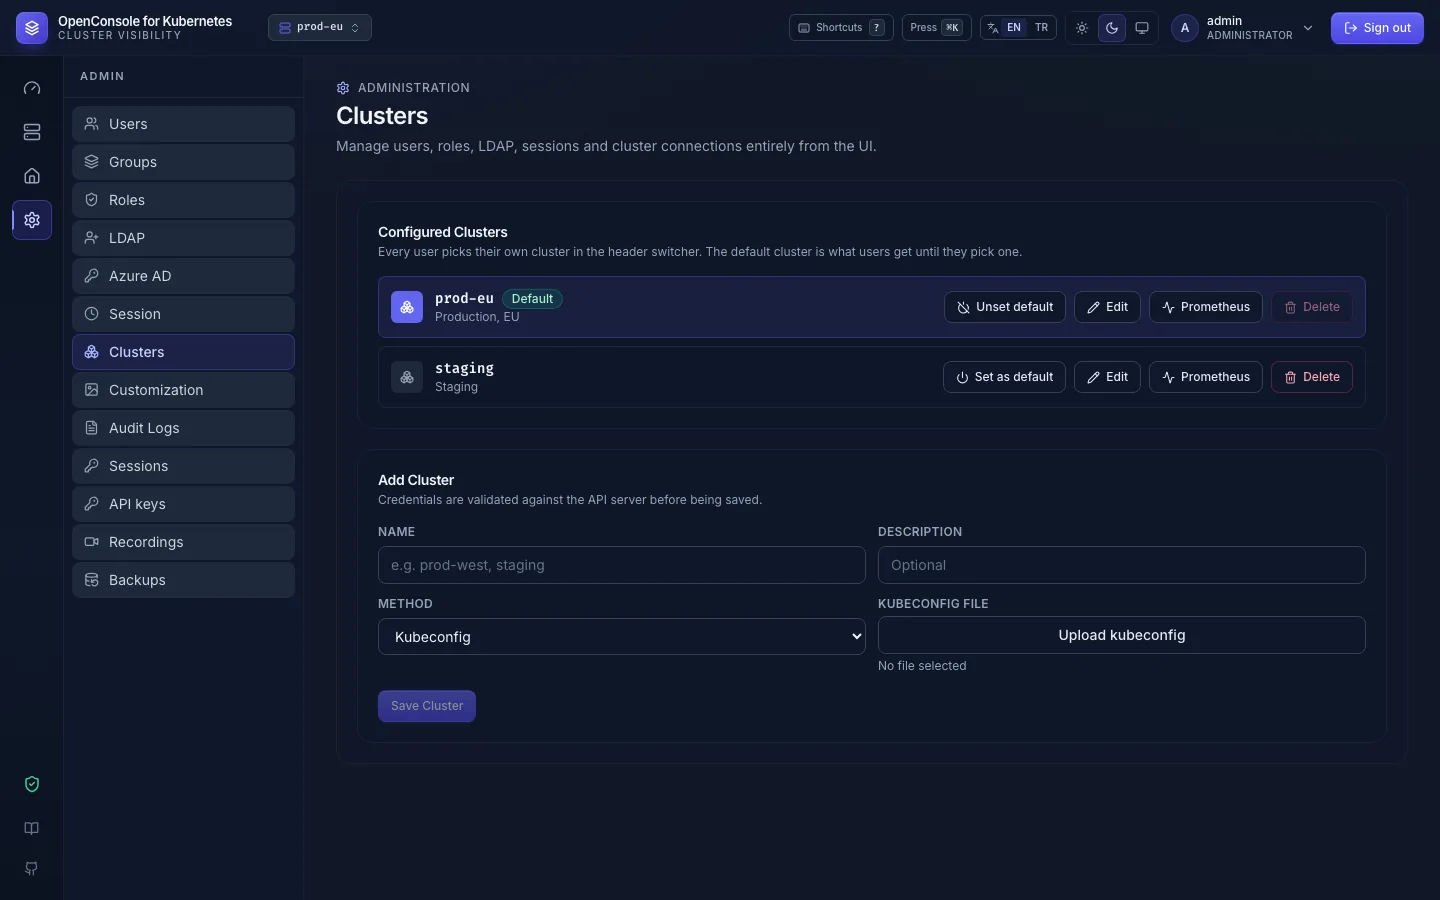 OpenConsole for Kubernetes
CLUSTER VISIBILITY
prod-eu
Shortcuts ?
Press ⌘K
EN TR
A
admin
ADMINISTRATOR
Sign out
ADMIN
Users
Groups
Roles
LDAP
Azure AD
Session
Clusters
Customization
Audit Logs
Sessions
API keys
Recordings
Backups
ADMINISTRATION
Clusters
Manage users, roles, LDAP, sessions and cluster connections entirely from the UI.
Configured Clusters
Every user picks their own cluster in the header switcher. The default cluster is what users get until they pick one.
prod-eu Default
Production, EU
Unset default Edit Prometheus Delete
staging
Staging
Set as default Edit Prometheus Delete
Add Cluster
Credentials are validated against the API server before being saved.
NAME
e.g. prod-west, staging
DESCRIPTION
Optional
METHOD
Kubeconfig
KUBECONFIG FILE
Upload kubeconfig
No file selected
Save Cluster